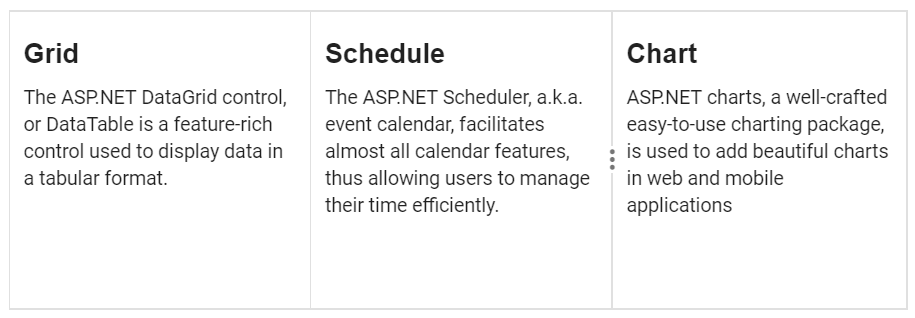 Grid
The ASP.NET DataGrid control,
or DataTable is a feature-rich
control used to display data in
a tabular format.
Schedule
The ASP.NET Scheduler, a.k.a.
event calendar, facilitates
almost all calendar features,
thus allowing users to manage
their time efficiently.
Chart
ASP.NET charts, a well-crafted
easy-to-use charting package,
is used to add beautiful charts
in web and mobile
applications